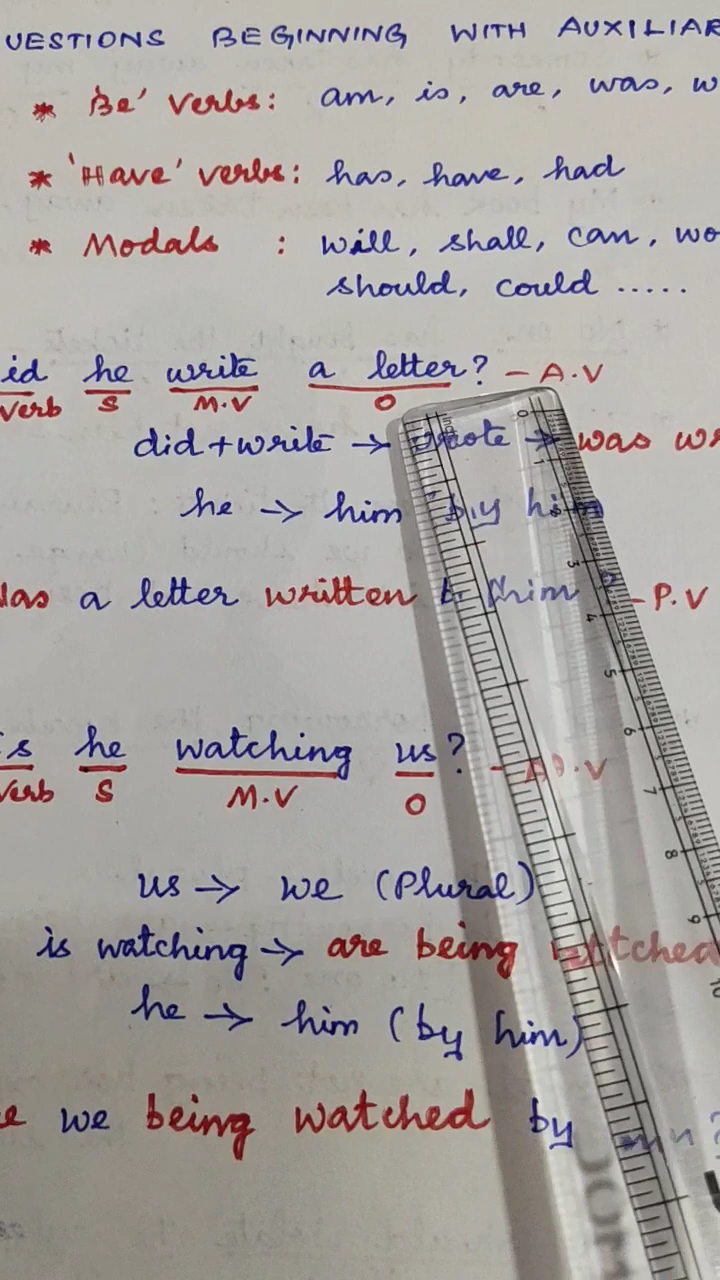 UESTIONS BEGINNING WITH AUXILIAR
* 'Be' verbs: am, is, are, was, w
* 'Have' verbs: has, have, had
* Modals : will, shall, can, wo
should, could .....
id he write a letter? - A.V
verb S M.V O
did + write → wrote → was wr
he → him by him
las a letter written him - P.V
is he watching us? - A.V
verb S M.V O
us → we (Plural)
is watching → are being watched
he → him (by him)
e we being watched by